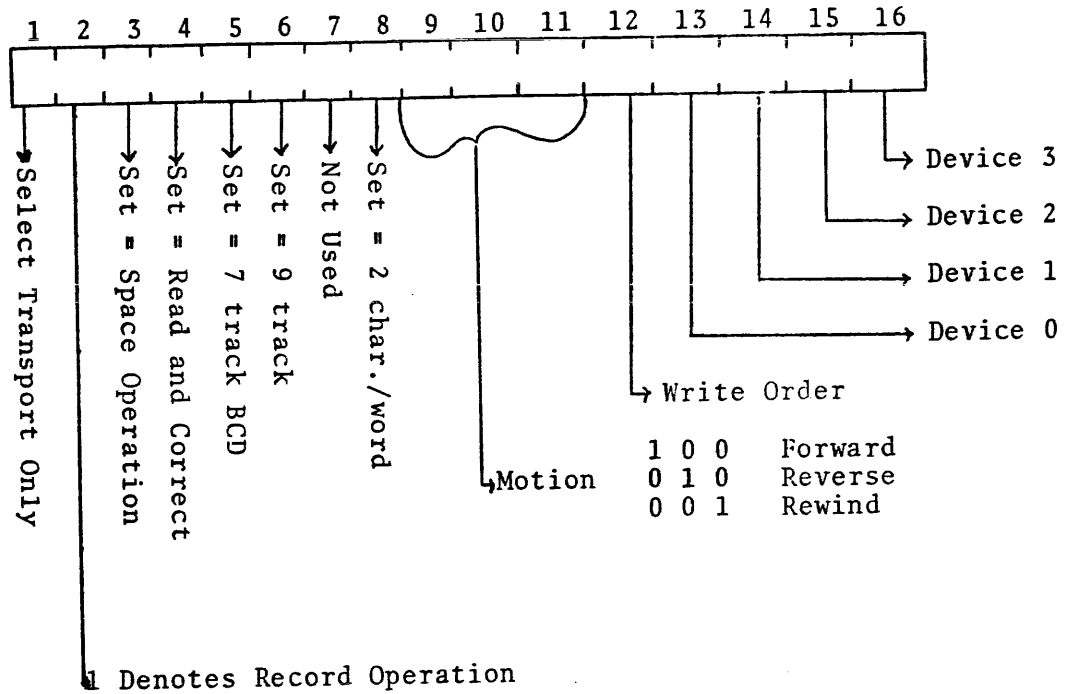 1 2 3 4 5 6 7 8 9 10 11 12 13 14 15 16
Select Transport Only
Set = Space Operation
Set = Read and Correct
Set = 7 track BCD
Set = 9 track
Not Used
Set = 2 char./word
Device 3
Device 2
Device 1
Device 0
Write Order
Motion
1 0 0 Forward
0 1 0 Reverse
0 0 1 Rewind
1 Denotes Record Operation